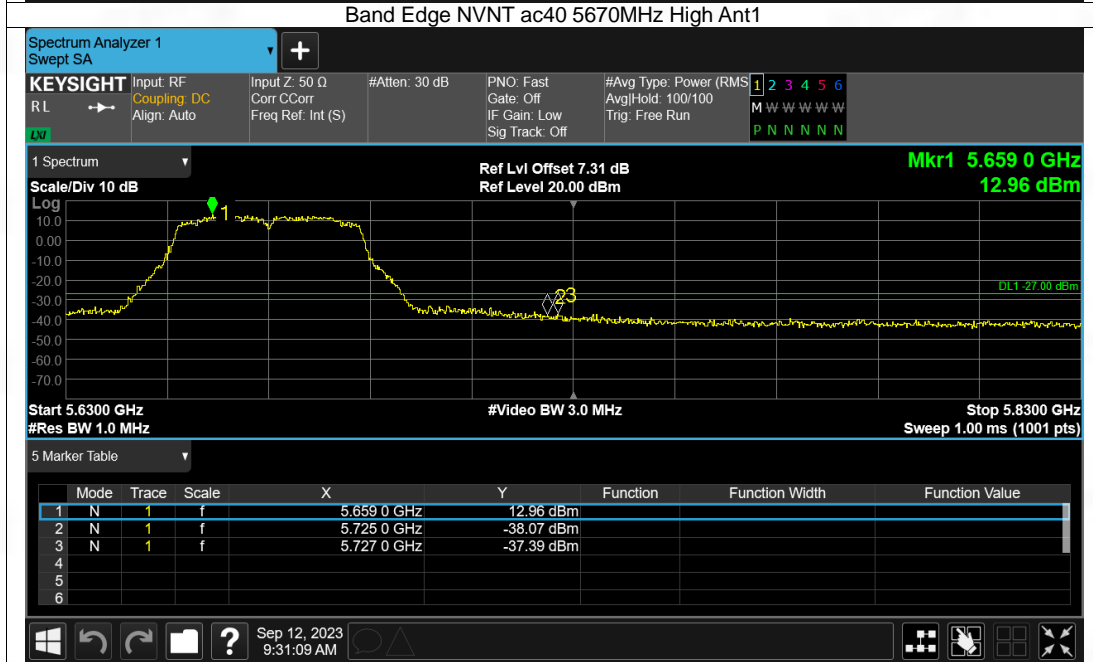 Band Edge NVNT ac40 5670MHz High Ant1
Spectrum Analyzer 1
Swept SA
+
KEYSIGHT Input: RF Input Z: 50 Ω #Atten: 30 dB PNO: Fast #Avg Type: Power (RMS 1 2 3 4 5 6
R L Coupling: DC Corr CCorr Gate: Off Avg|Hold: 100/100 M W W W W W
Align: Auto Freq Ref: Int (S) IF Gain: Low Trig: Free Run
LXI Sig Track: Off P N N N N N
1 Spectrum Ref Lvl Offset 7.31 dB Mkr1 5.659 0 GHz
Scale/Div 10 dB Ref Level 20.00 dBm 12.96 dBm
Log
10.0
1
0.00
-10.0
-20.0
DL1 -27.00 dBm
-30.0
23
-40.0
-50.0
-60.0
-70.0
Start 5.6300 GHz #Video BW 3.0 MHz Stop 5.8300 GHz
#Res BW 1.0 MHz Sweep 1.00 ms (1001 pts)
5 Marker Table
Mode Trace Scale X Y Function Function Width Function Value
1 N 1 f 5.659 0 GHz 12.96 dBm
2 N 1 f 5.725 0 GHz -38.07 dBm
3 N 1 f 5.727 0 GHz -37.39 dBm
4
5
6
? Sep 12, 2023
9:31:09 AM